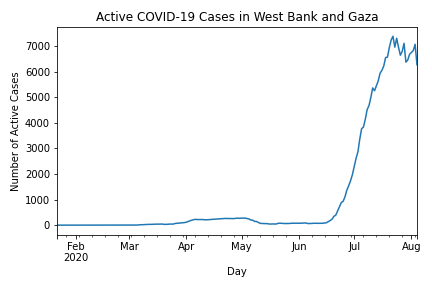 Active COVID-19 Cases in West Bank and Gaza
Number of Active Cases
7000
6000
5000
4000
3000
2000
1000
0
Feb Mar Apr May Jun Jul Aug
2020
Day